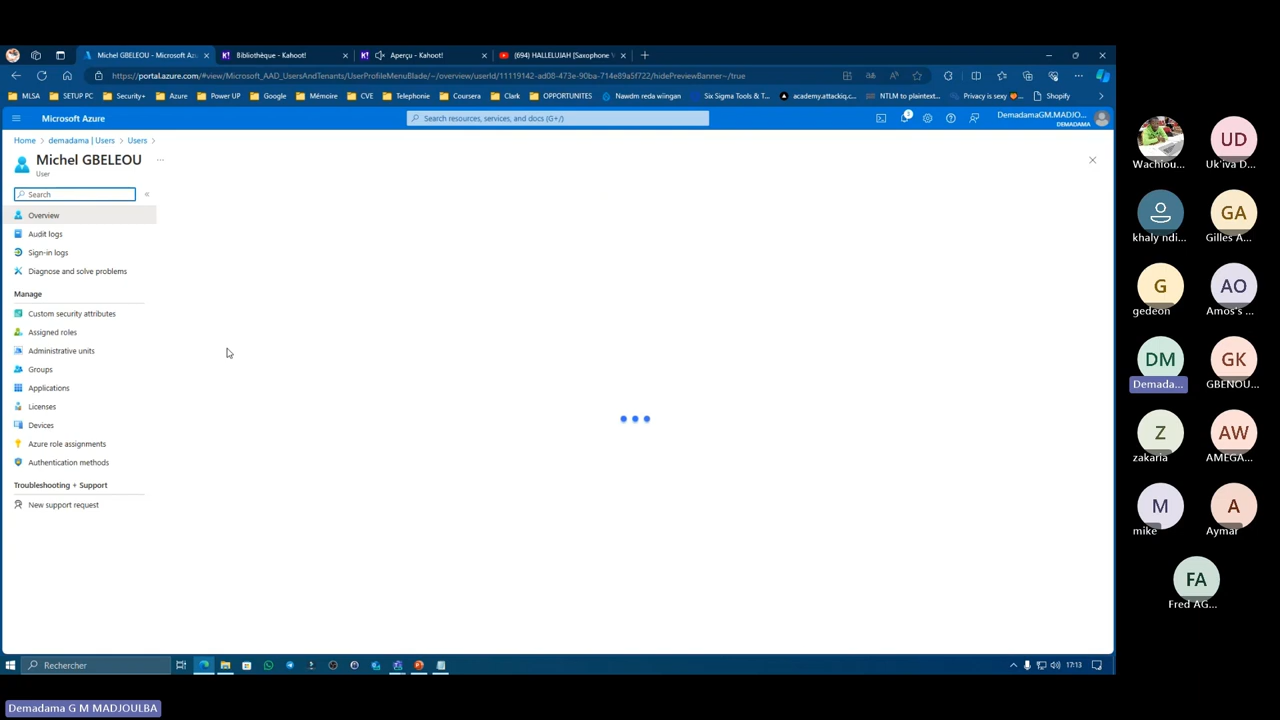 Michel GBELEOU - Microsoft Az...
Bibliothèque - Kahoot!
Aperçu - Kahoot!
(694) HALLELUJAH [Saxophone
https://portal.azure.com/#view/Microsoft_AAD_UsersAndTenants/UserProfileMenuBlade/~/overview/userId/11119142-ad08-473e-90ba-714e89a5f722/hidePreviewBanner~/true
MLSA
SETUP PC
Security+
Azure
Power UP
Google
Mémoire
CVE
Telephonie
Coursera
Clark
OPPORTUNITES
Nawdm reda wiingan
Six Sigma Tools & T...
academy.attackiq.c...
NTLM to plaintext...
Privacy is sexy
Shopify
Microsoft Azure
Search resources, services, and docs (G+/)
1
DemadamaGM.MADJO...
DEMADAMA
Home > demadama | Users > Users >
Michel GBELEOU ...
User
Search
«
Overview
Audit logs
Sign-in logs
Diagnose and solve problems
Manage
Custom security attributes
Assigned roles
Administrative units
Groups
Applications
Licenses
Devices
Azure role assignments
Authentication methods
Troubleshooting + Support
New support request
Rechercher
17:13
Wachiou...
UD
Uk'iva D...
khaly ndi...
GA
Gilles A...
G
gedeon
AO
Amos's ...
DM
Demada...
GK
GBENOU...
Z
zakaria
AW
AMEGA...
M
mike
A
Aymar
FA
Fred AG...
Demadama G M MADJOULBA